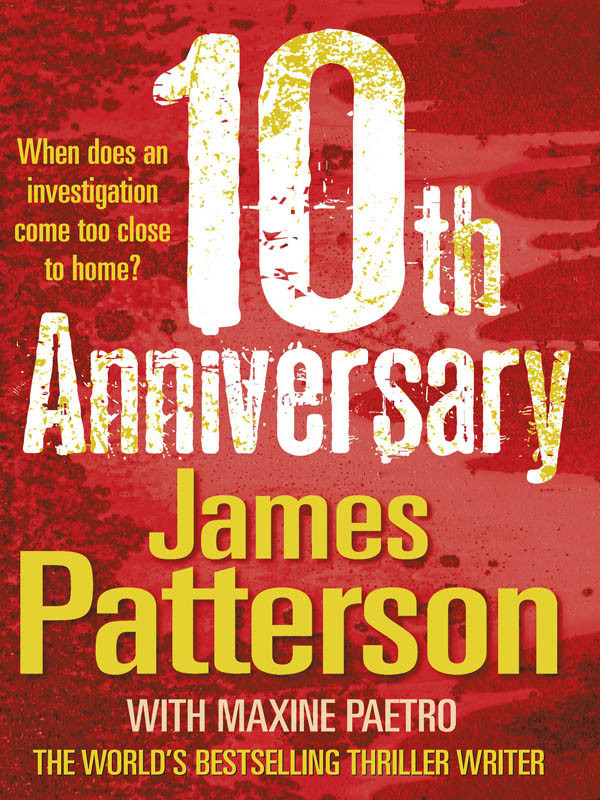 When does an
investigation
come too close
to home?
10th
Anniversary
James
Patterson
WITH MAXINE PAETRO
THE WORLD'S BESTSELLING THRILLER WRITER